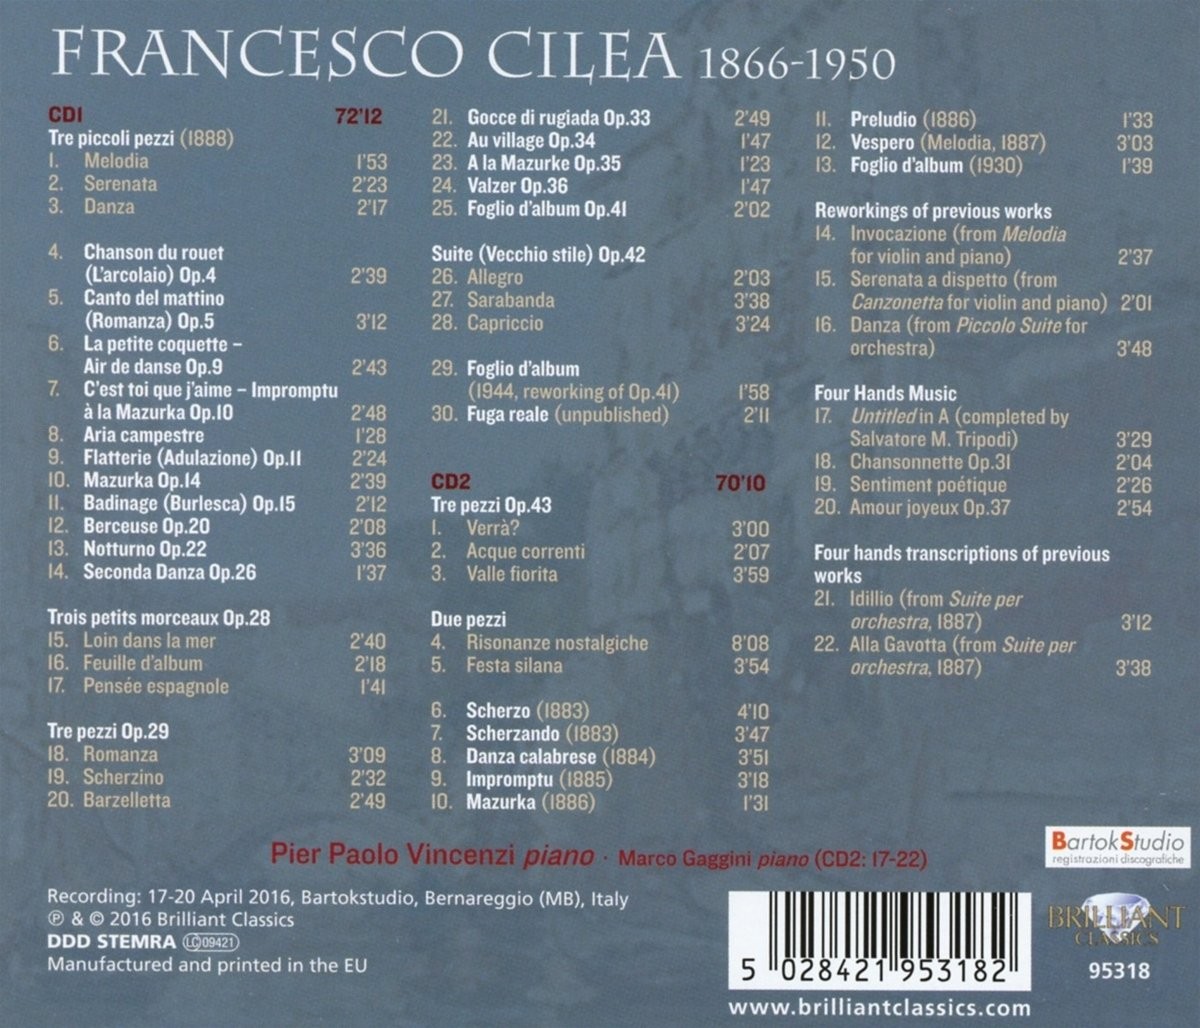 FRANCESCO CILEA 1866-1950
CD1 72'12
Tre piccoli pezzi (1888)
1. Melodia 1'53
2. Serenata 2'23
3. Danza 2'17
4. Chanson du rouet
(L'arcolaio) Op.4 2'39
5. Canto del mattino
(Romanza) Op.5 3'12
6. La petite coquette –
Air de danse Op.9 2'43
7. C'est toi que j'aime – Impromptu
à la Mazurka Op.10 2'48
8. Aria campestre 1'28
9. Flatterie (Adulazione) Op.11 2'24
10. Mazurka Op.14 2'39
11. Badinage (Burlesca) Op.15 2'12
12. Berceuse Op.20 2'08
13. Notturno Op.22 3'36
14. Seconda Danza Op.26 1'37
Trois petits morceaux Op.28
15. Loin dans la mer 2'40
16. Feuille d'album 2'18
17. Pensée espagnole 1'41
Tre pezzi Op.29
18. Romanza 3'09
19. Scherzino 2'32
20. Barzelletta 2'49
21. Gocce di rugiada Op.33 2'49
22. Au village Op.34 1'47
23. A la Mazurke Op.35 1'23
24. Valzer Op.36 1'47
25. Foglio d'album Op.41 2'02
Suite (Vecchio stile) Op.42
26. Allegro 2'03
27. Sarabanda 3'38
28. Capriccio 3'24
29. Foglio d'album
(1944, reworking of Op.41) 1'58
30. Fuga reale (unpublished) 2'11
CD2 70'10
Tre pezzi Op.43
1. Verrà? 3'00
2. Acque correnti 2'07
3. Valle fiorita 3'59
Due pezzi
4. Risonanze nostalgiche 8'08
5. Festa silana 3'54
6. Scherzo (1883) 4'10
7. Scherzando (1883) 3'47
8. Danza calabrese (1884) 3'51
9. Impromptu (1885) 3'18
10. Mazurka (1886) 1'31
11. Preludio (1886) 1'33
12. Vespero (Melodia, 1887) 3'03
13. Foglio d'album (1930) 1'39
Reworkings of previous works
14. Invocazione (from Melodia
for violin and piano) 2'37
15. Serenata a dispetto (from
Canzonetta for violin and piano) 2'01
16. Danza (from Piccolo Suite for
orchestra) 3'48
Four Hands Music
17. Untitled in A (completed by
Salvatore M. Tripodi) 3'29
18. Chansonnette Op.31 2'04
19. Sentiment poétique 2'26
20. Amour joyeux Op.37 2'54
Four hands transcriptions of previous
works
21. Idillio (from Suite per
orchestra, 1887) 3'12
22. Alla Gavotta (from Suite per
orchestra, 1887) 3'38
Pier Paolo Vincenzi piano · Marco Gaggini piano (CD2: 17-22)
BartokStudio
registrazioni discografiche
Recording: 17-20 April 2016, Bartokstudio, Bernareggio (MB), Italy
℗ & © 2016 Brilliant Classics
DDD STEMRA LC 09421
Manufactured and printed in the EU
5 028421 953182
www.brilliantclassics.com
BRILLIANT
CLASSICS
95318